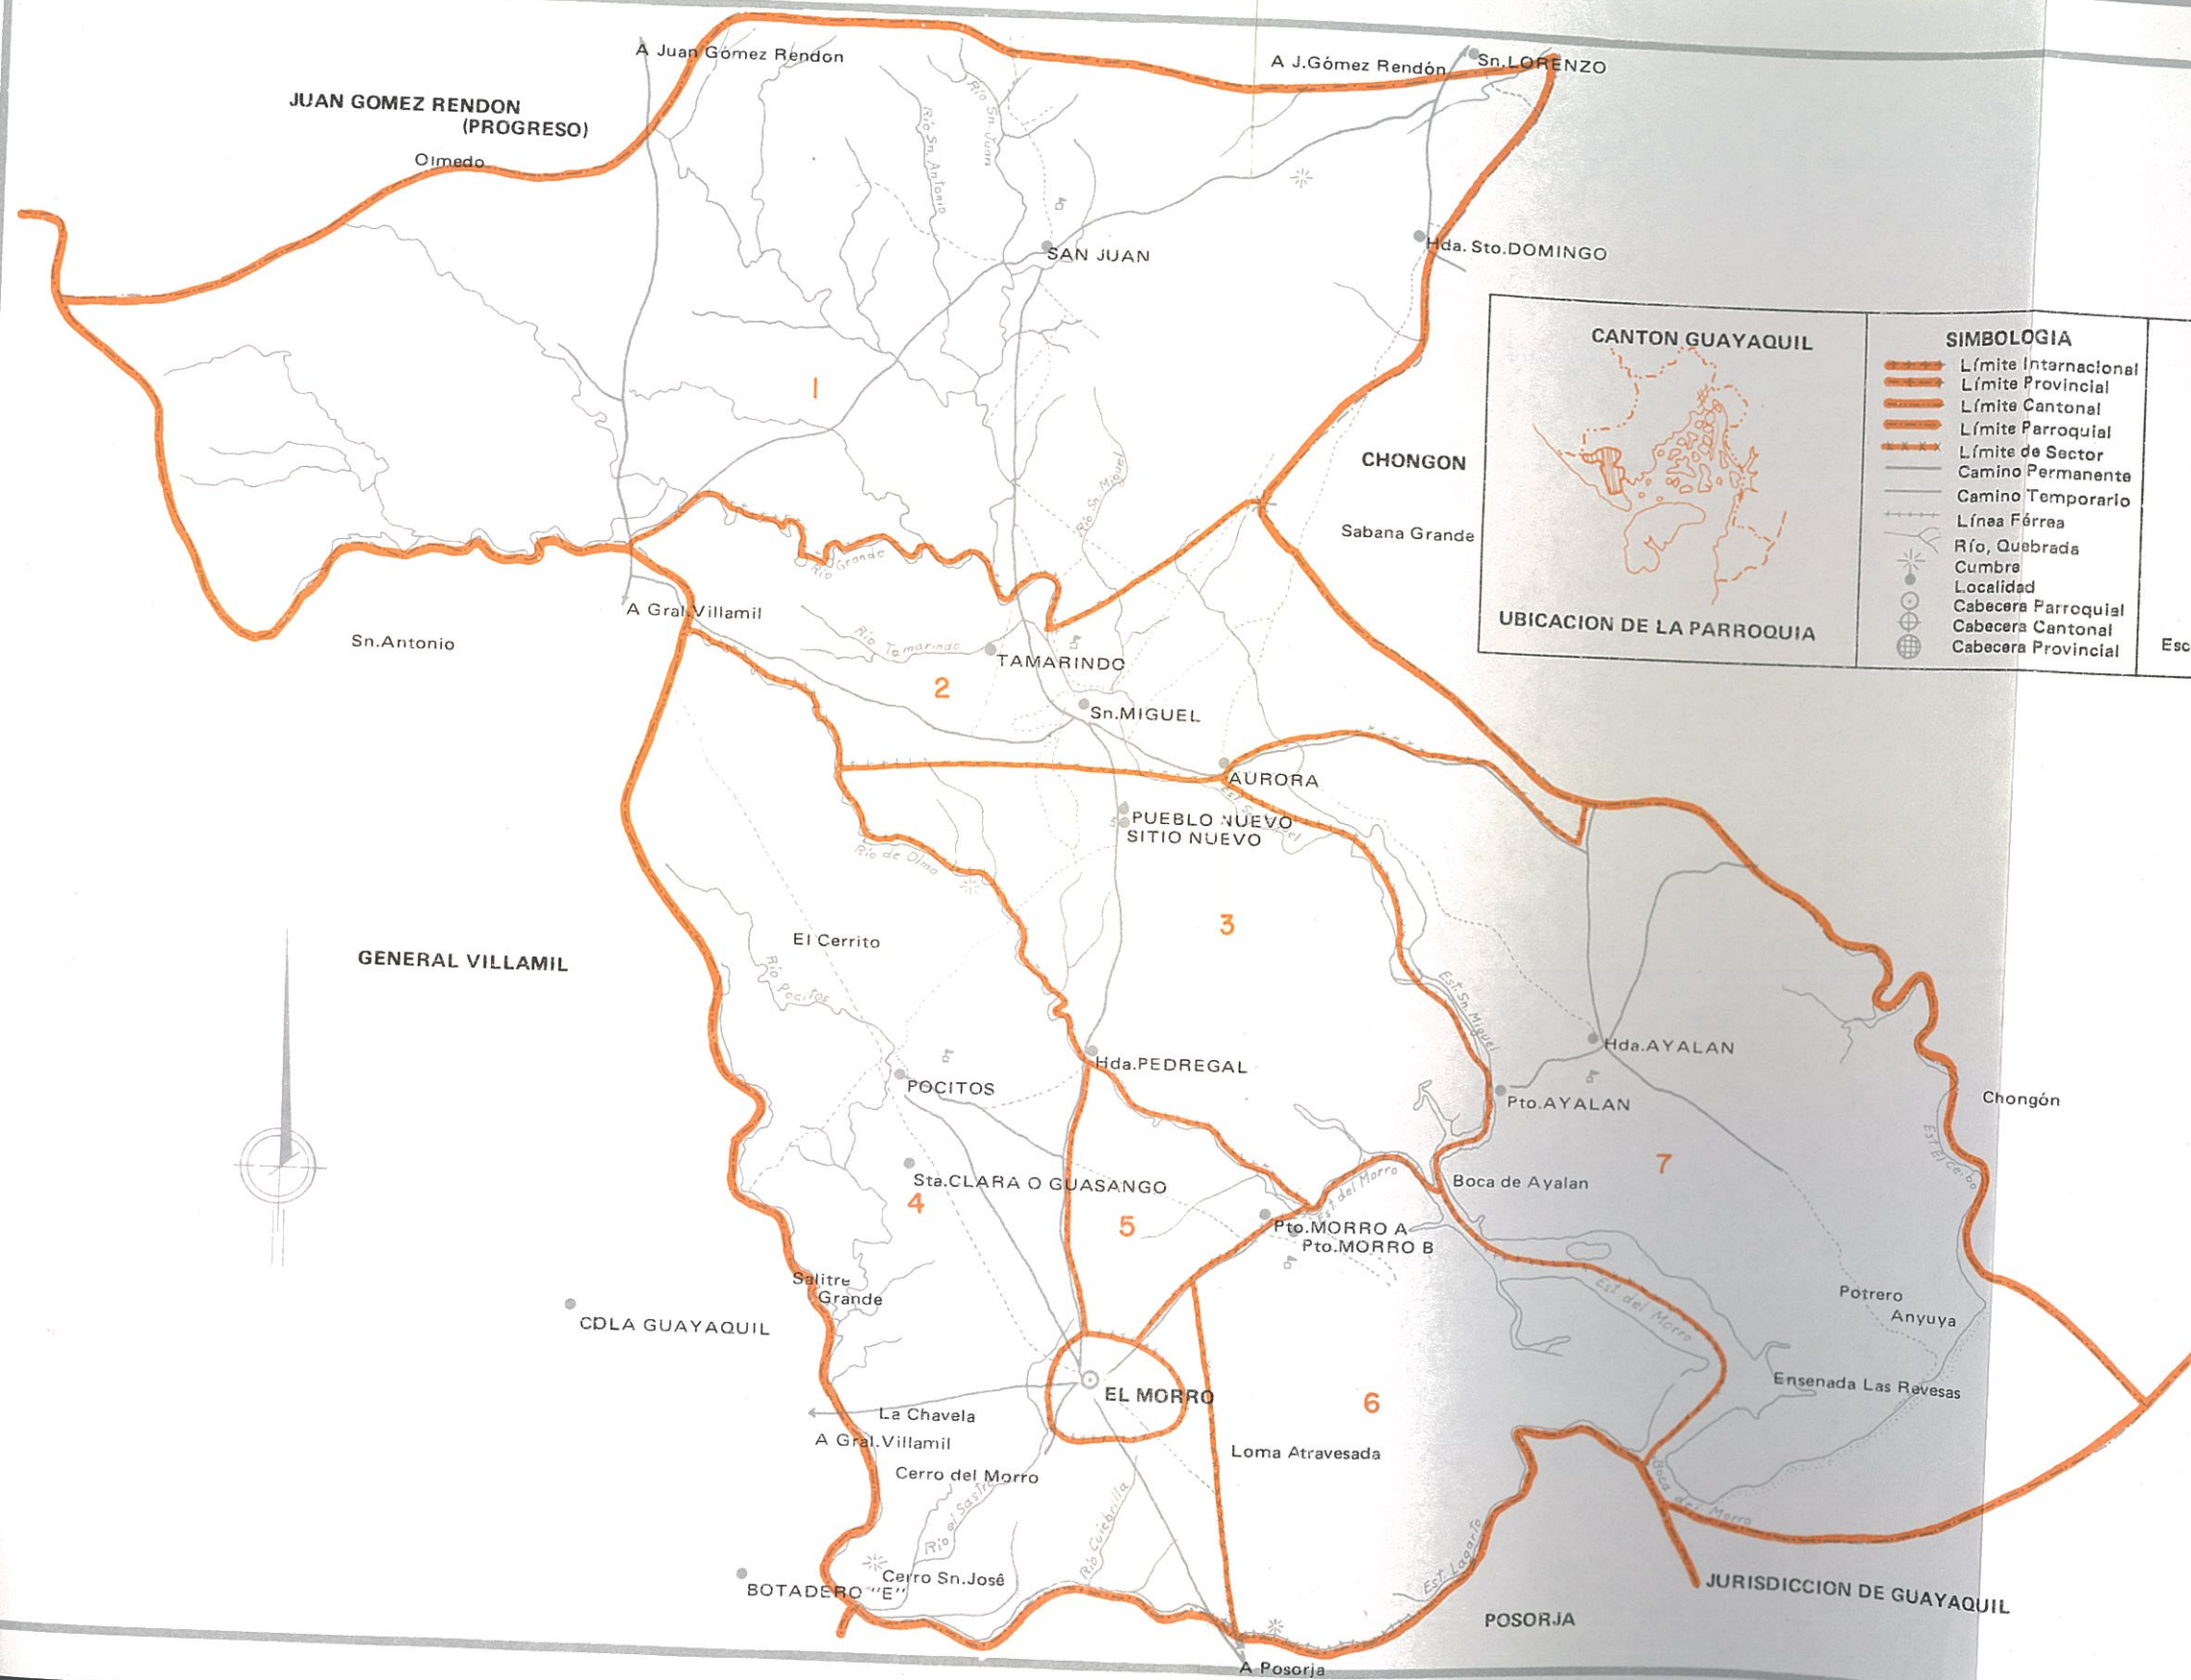 A Juan Gómez Rendon
A J.Gómez Rendón
Sn.LORENZO
JUAN GOMEZ RENDON
(PROGRESO)
Olmedo
Río Sn. Antonio
Río Sn. Juan
SAN JUAN
Hda. Sto.DOMINGO
1
CHONGON
Sabana Grande
Río Sn. Miguel
Río Grande
A Gral.Villamil
Sn.Antonio
Río Tamarindo
TAMARINDO
2
Sn.MIGUEL
AURORA
PUEBLO NUEVO
SITIO NUEVO
Río de Olmo
3
El Cerrito
GENERAL VILLAMIL
Río Pocitos
Est. Sn. Miguel
Hda.AYALAN
Hda.PEDREGAL
POCITOS
Pto.AYALAN
Chongón
Est El cerbo
7
Boca de Ayalan
Est del Morro
Sta.CLARA O GUASANGO
4
5
Pto.MORRO A
Pto.MORRO B
Salitre
Grande
CDLA GUAYAQUIL
Est del Morro
Potrero
Anyuya
Ensenada Las Revesas
EL MORRO
6
La Chavela
A Gral.Villamil
Loma Atravesada
Cerro del Morro
Río al Sastre
Río Culebrilla
Boca del Morro
Est Lagarto
Cerro Sn.José
BOTADERO "E"
JURISDICCION DE GUAYAQUIL
POSORJA
A Posorja
CANTON GUAYAQUIL
UBICACION DE LA PARROQUIA
SIMBOLOGIA
Límite Internacional
Límite Provincial
Límite Cantonal
Límite Parroquial
Límite de Sector
Camino Permanente
Camino Temporario
Línea Férrea
Río, Quebrada
Cumbre
Localidad
Cabecera Parroquial
Cabecera Cantonal
Cabecera Provincial
Esc